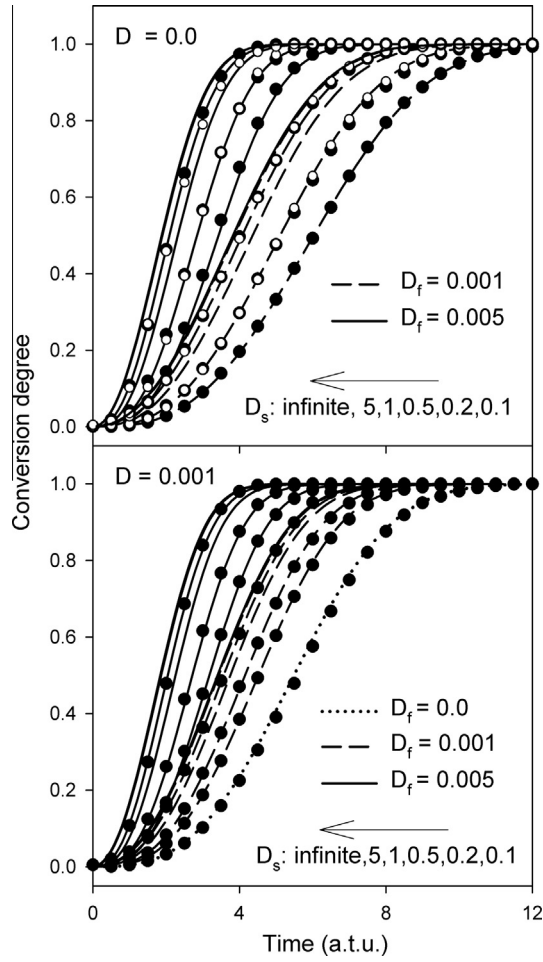 D = 0.0
1.0
0.8
0.6
0.4
0.2
0.0
D_f = 0.001
D_f = 0.005
D_s: infinite, 5,1,0.5,0.2,0.1
Conversion degree
D = 0.001
1.0
0.8
0.6
0.4
0.2
0.0
D_f = 0.0
D_f = 0.001
D_f = 0.005
D_s: infinite,5,1,0.5,0.2,0.1
0 4 8 12
Time (a.t.u.)